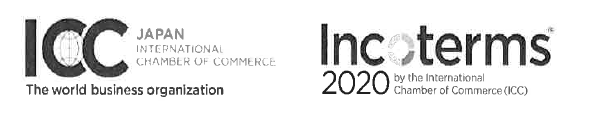 ICC JAPAN
INTERNATIONAL
CHAMBER OF COMMERCE
The world business organization
Incoterms®
2020 by the International
Chamber of Commerce (ICC)